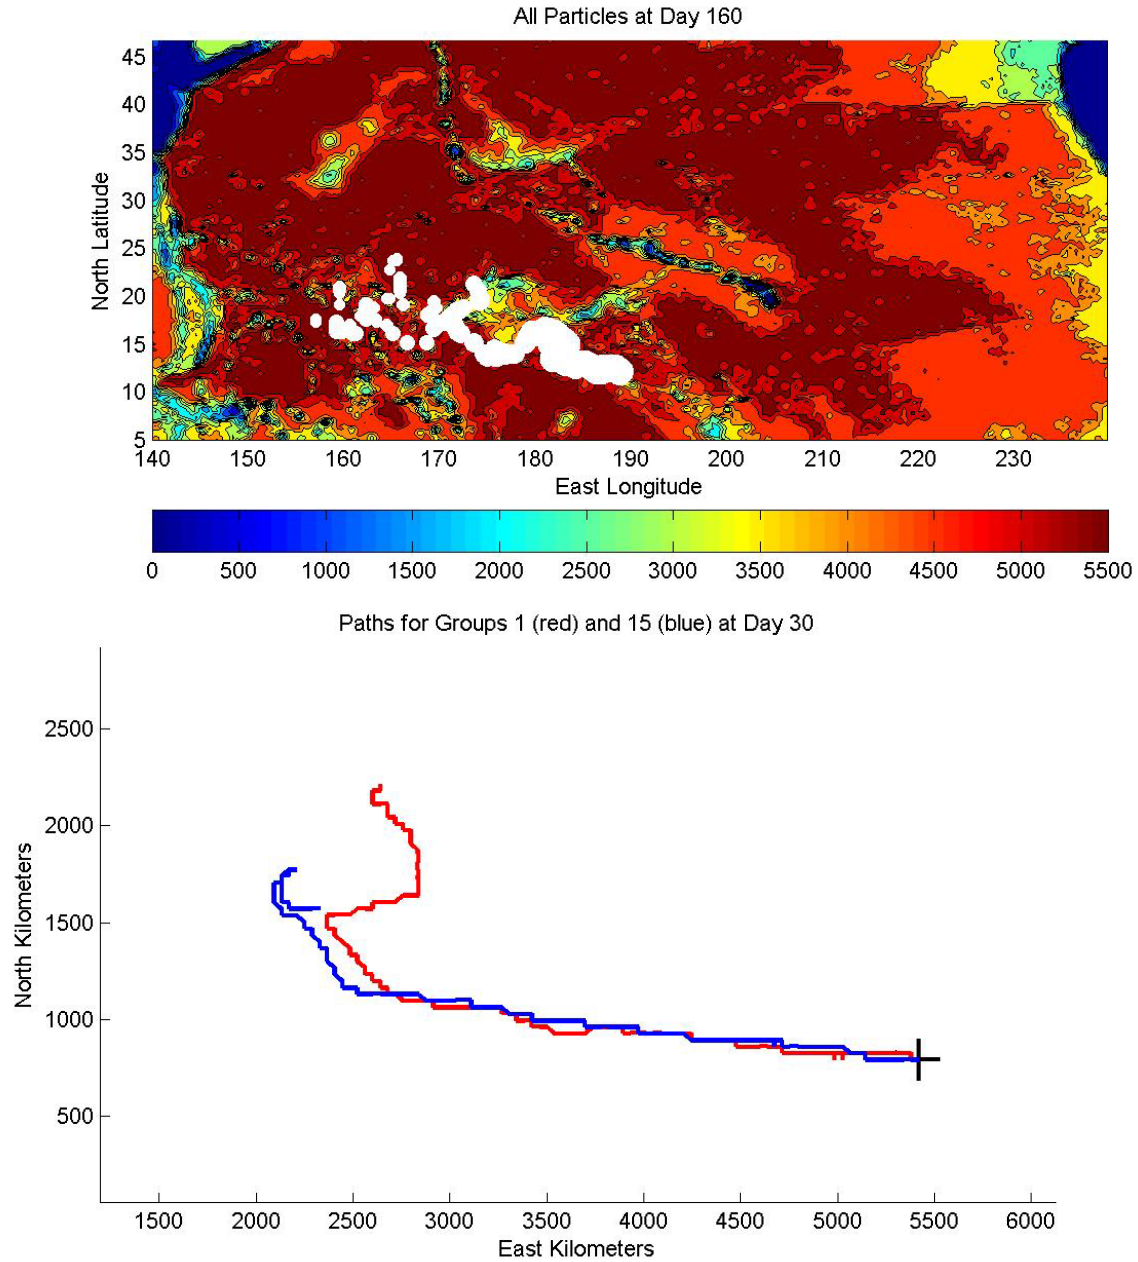 All Particles at Day 160
North Latitude
45
40
35
30
25
20
15
10
5
140 150 160 170 180 190 200 210 220 230
East Longitude
0 500 1000 1500 2000 2500 3000 3500 4000 4500 5000 5500
Paths for Groups 1 (red) and 15 (blue) at Day 30
North Kilometers
2500
2000
1500
1000
500
1500 2000 2500 3000 3500 4000 4500 5000 5500 6000
East Kilometers